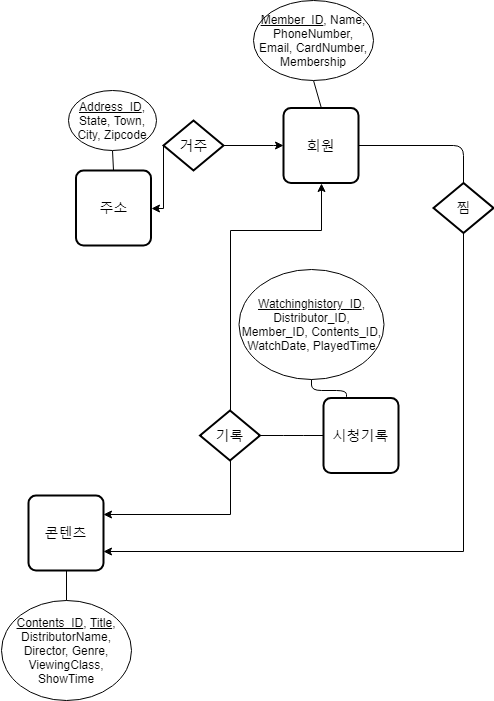 Member_ID, Name,
PhoneNumber,
Email, CardNumber,
Membership
Address_ID,
State, Town,
City, Zipcode
거주
회원
주소
찜
Watchinghistory_ID,
Distributor_ID,
Member_ID, Contents_ID,
WatchDate, PlayedTime
기록
시청기록
콘텐츠
Contents_ID, Title,
DistributorName,
Director, Genre,
ViewingClass,
ShowTime